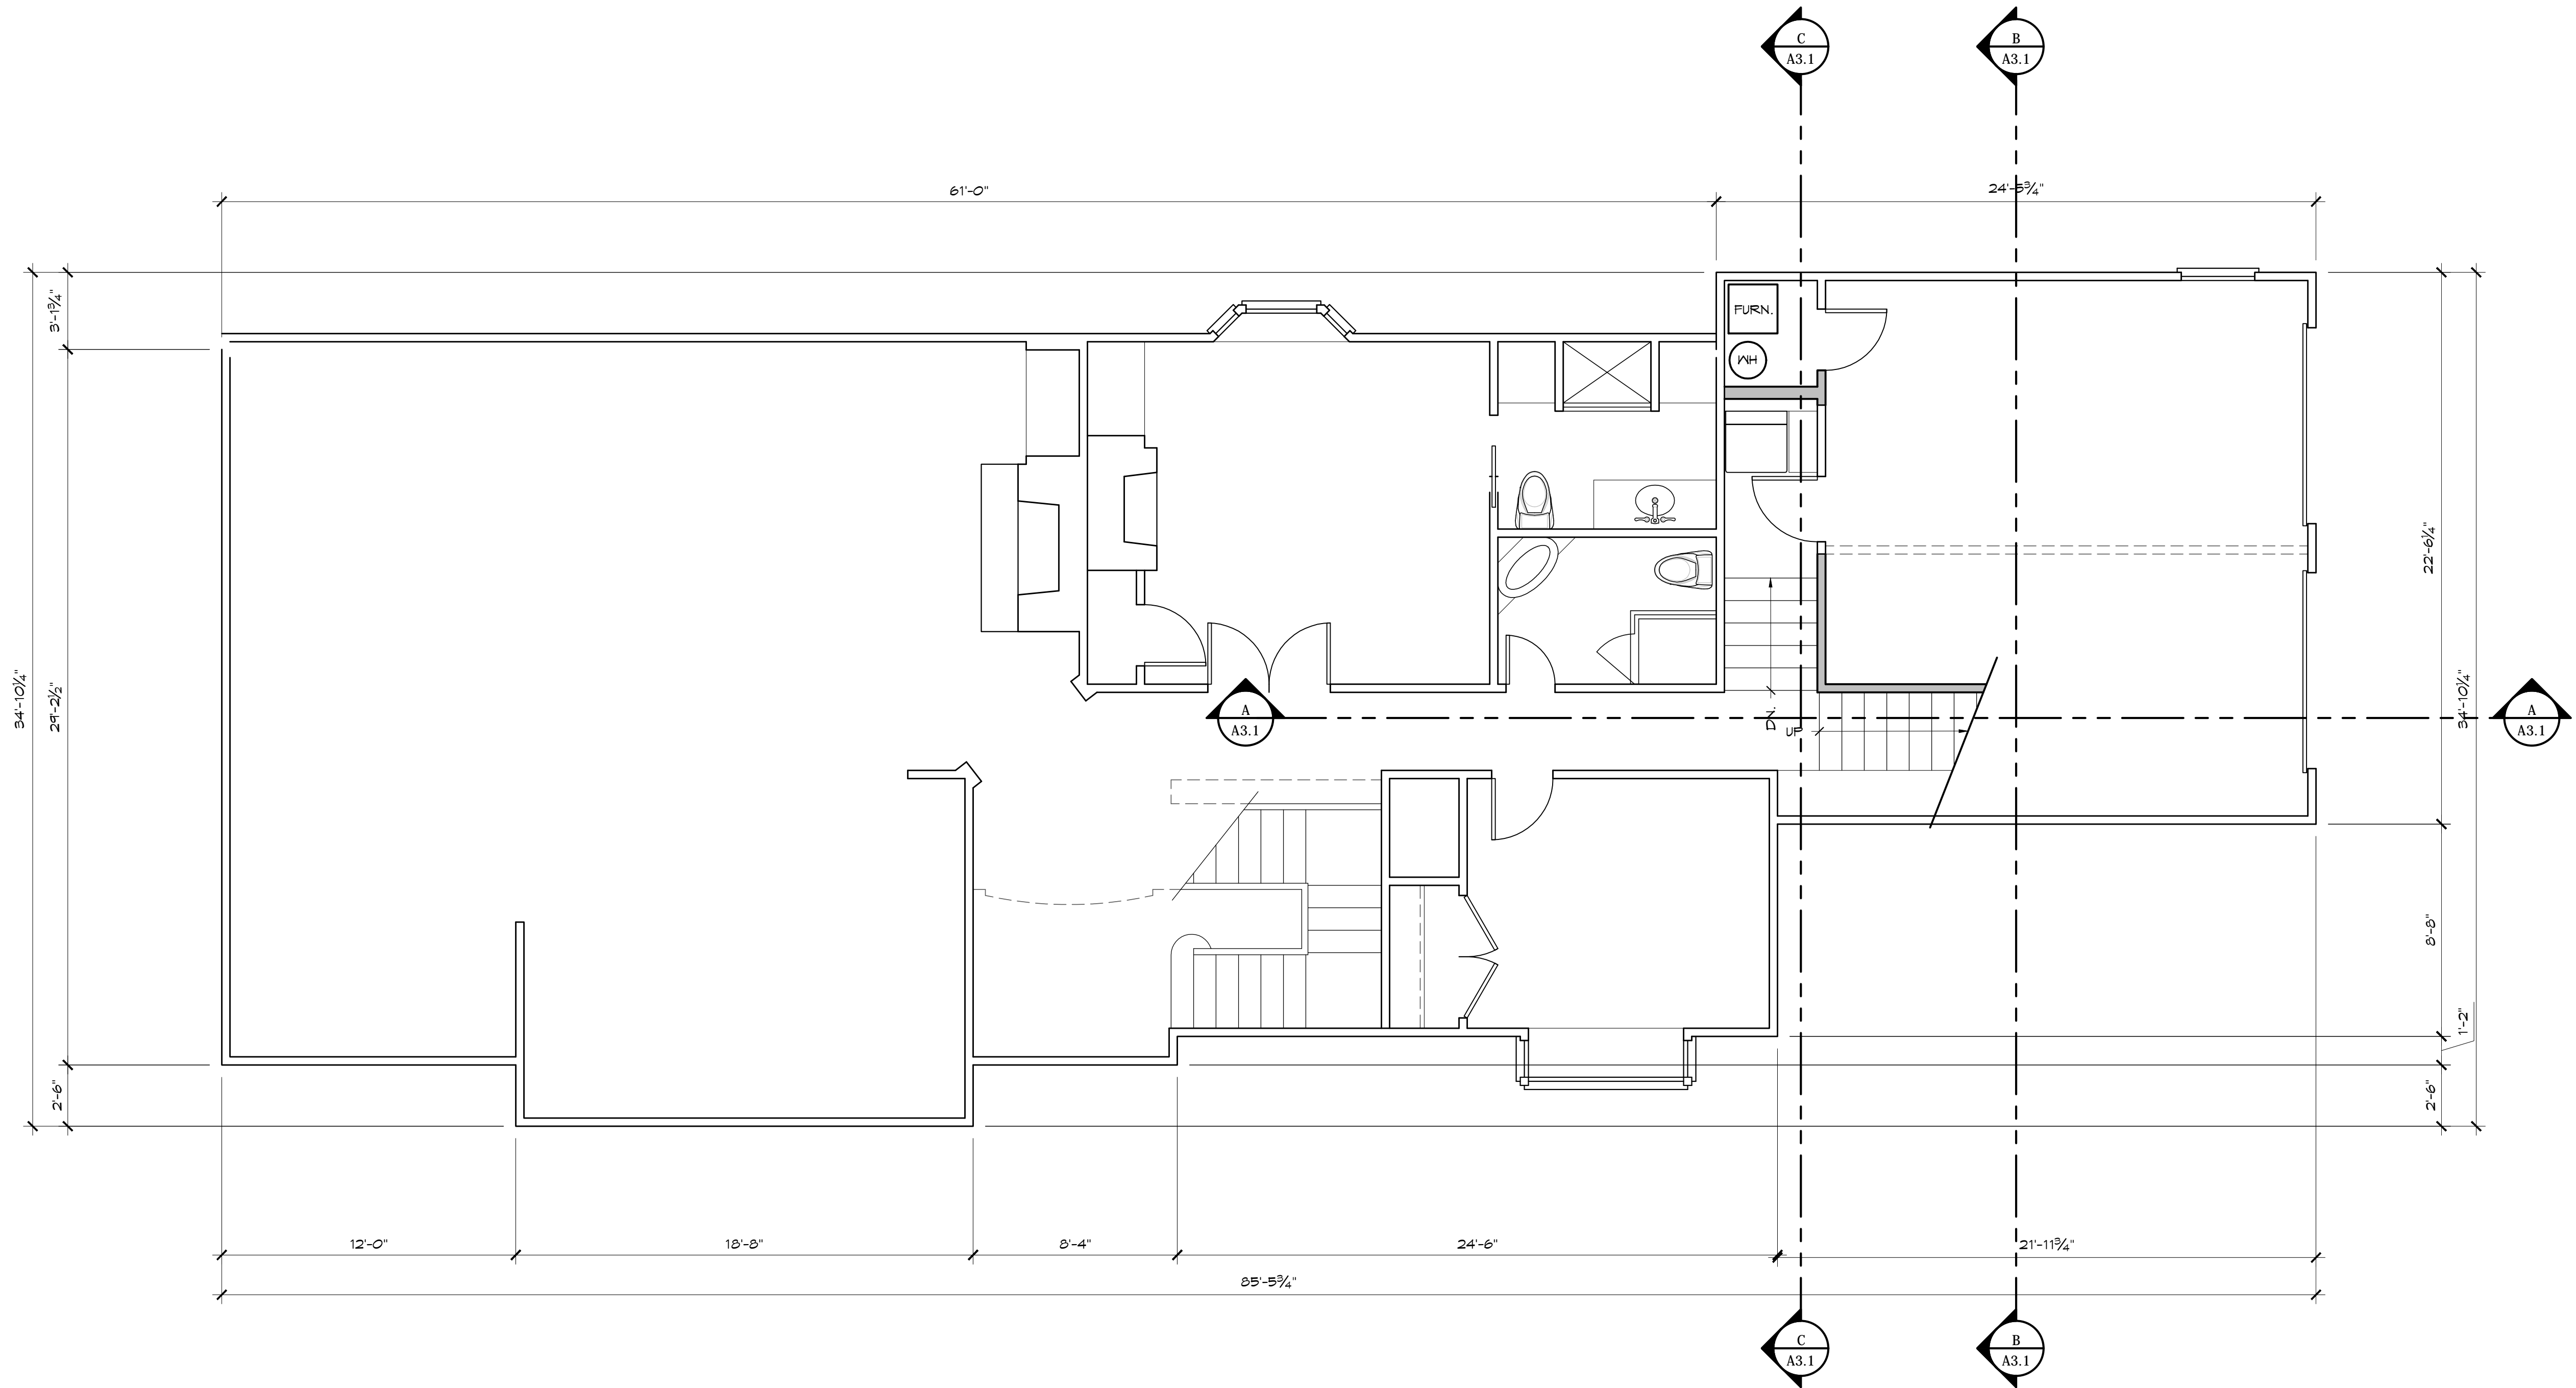 C
A3.1
B
A3.1
61'-0"
24'-5¾"
3'-1¾"
FURN.
WH
34'-10¼"
29'-2½"
22'-6¼"
34'-10¼"
A
A3.1
DN.
UP
A
A3.1
8'-8"
1'-2"
2'-6"
2'-6"
12'-0"
18'-8"
8'-4"
24'-6"
21'-11¾"
85'-5¾"
C
A3.1
B
A3.1